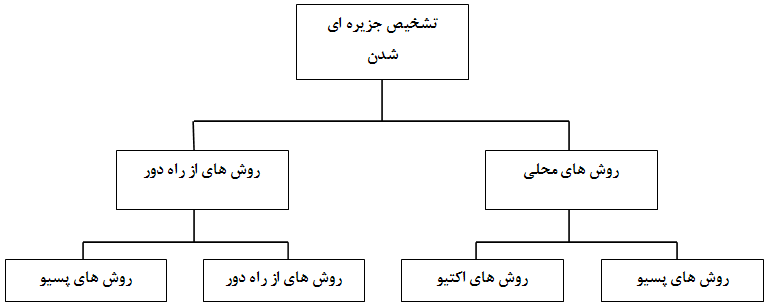 تشخیص جزیره ای
شدن
روش های محلی
روش های از راه دور
روش های پسیو
روش های اکتیو
روش های از راه دور
روش های پسیو